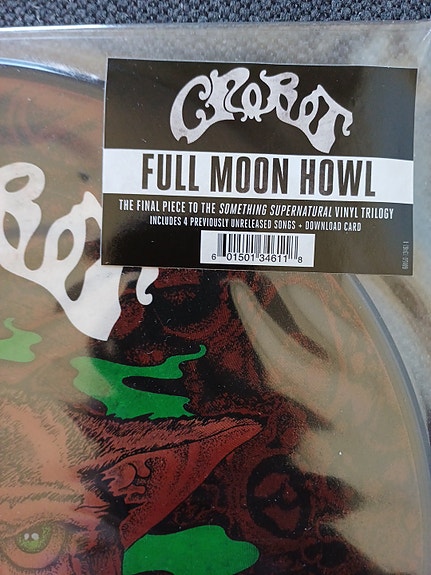 CROBOT
FULL MOON HOWL
THE FINAL PIECE TO THE SOMETHING SUPERNATURAL VINYL TRILOGY
INCLUDES 4 PREVIOUSLY UNRELEASED SONGS + DOWNLOAD CARD
6 01501 34611 8